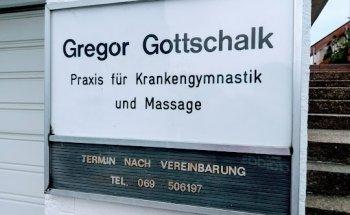 Gregor Gottschalk
Praxis für Krankengymnastik
und Massage
TERMIN NACH VEREINBARUNG
TEL. 069 506197